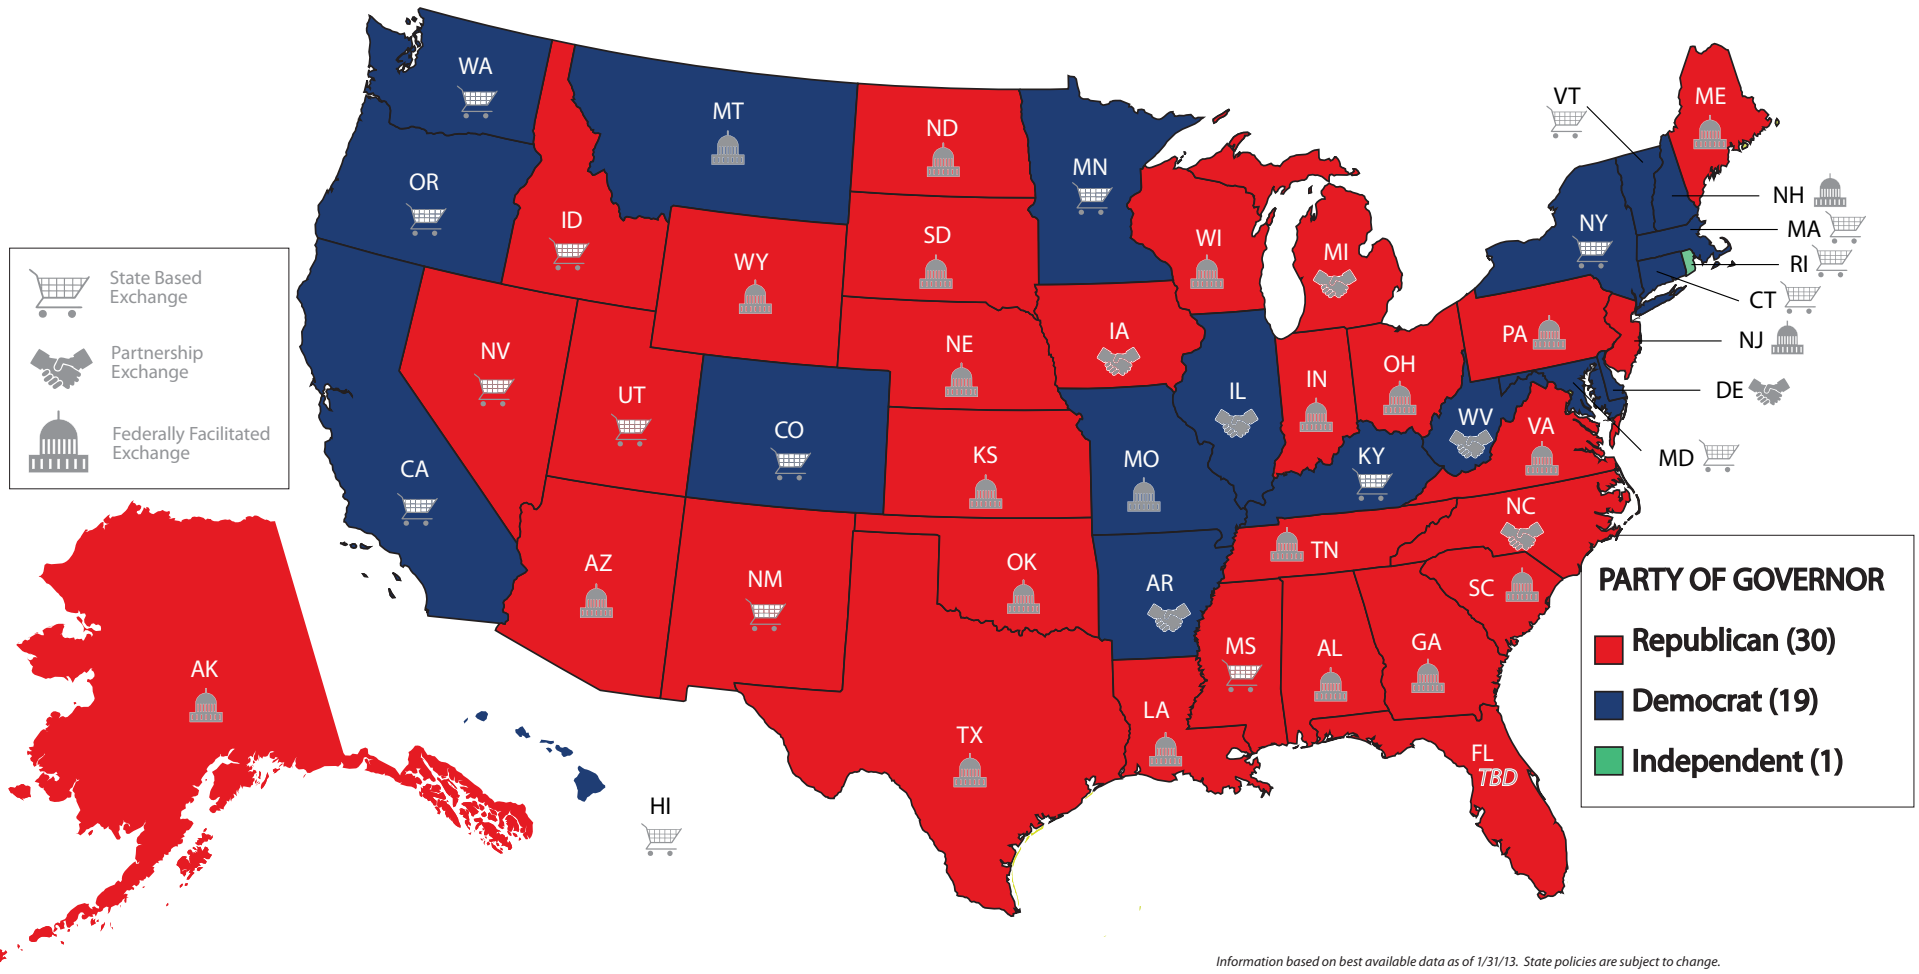 WA
MT
ND
MN
ME
VT
OR
ID
SD
WI
MI
NY
NH
MA
RI
CT
NJ
DE
MD
WY
IA
NE
PA
State Based
Exchange
Partnership
Exchange
Federally Facilitated
Exchange
NV
UT
CO
CA
KS
MO
IL
IN
OH
WV
VA
KY
NC
TN
SC
AZ
NM
OK
AR
MS
AL
GA
LA
TX
FL
TBD
AK
HI
PARTY OF GOVERNOR
Republican (30)
Democrat (19)
Independent (1)
Information based on best available data as of 1/31/13. State policies are subject to change.